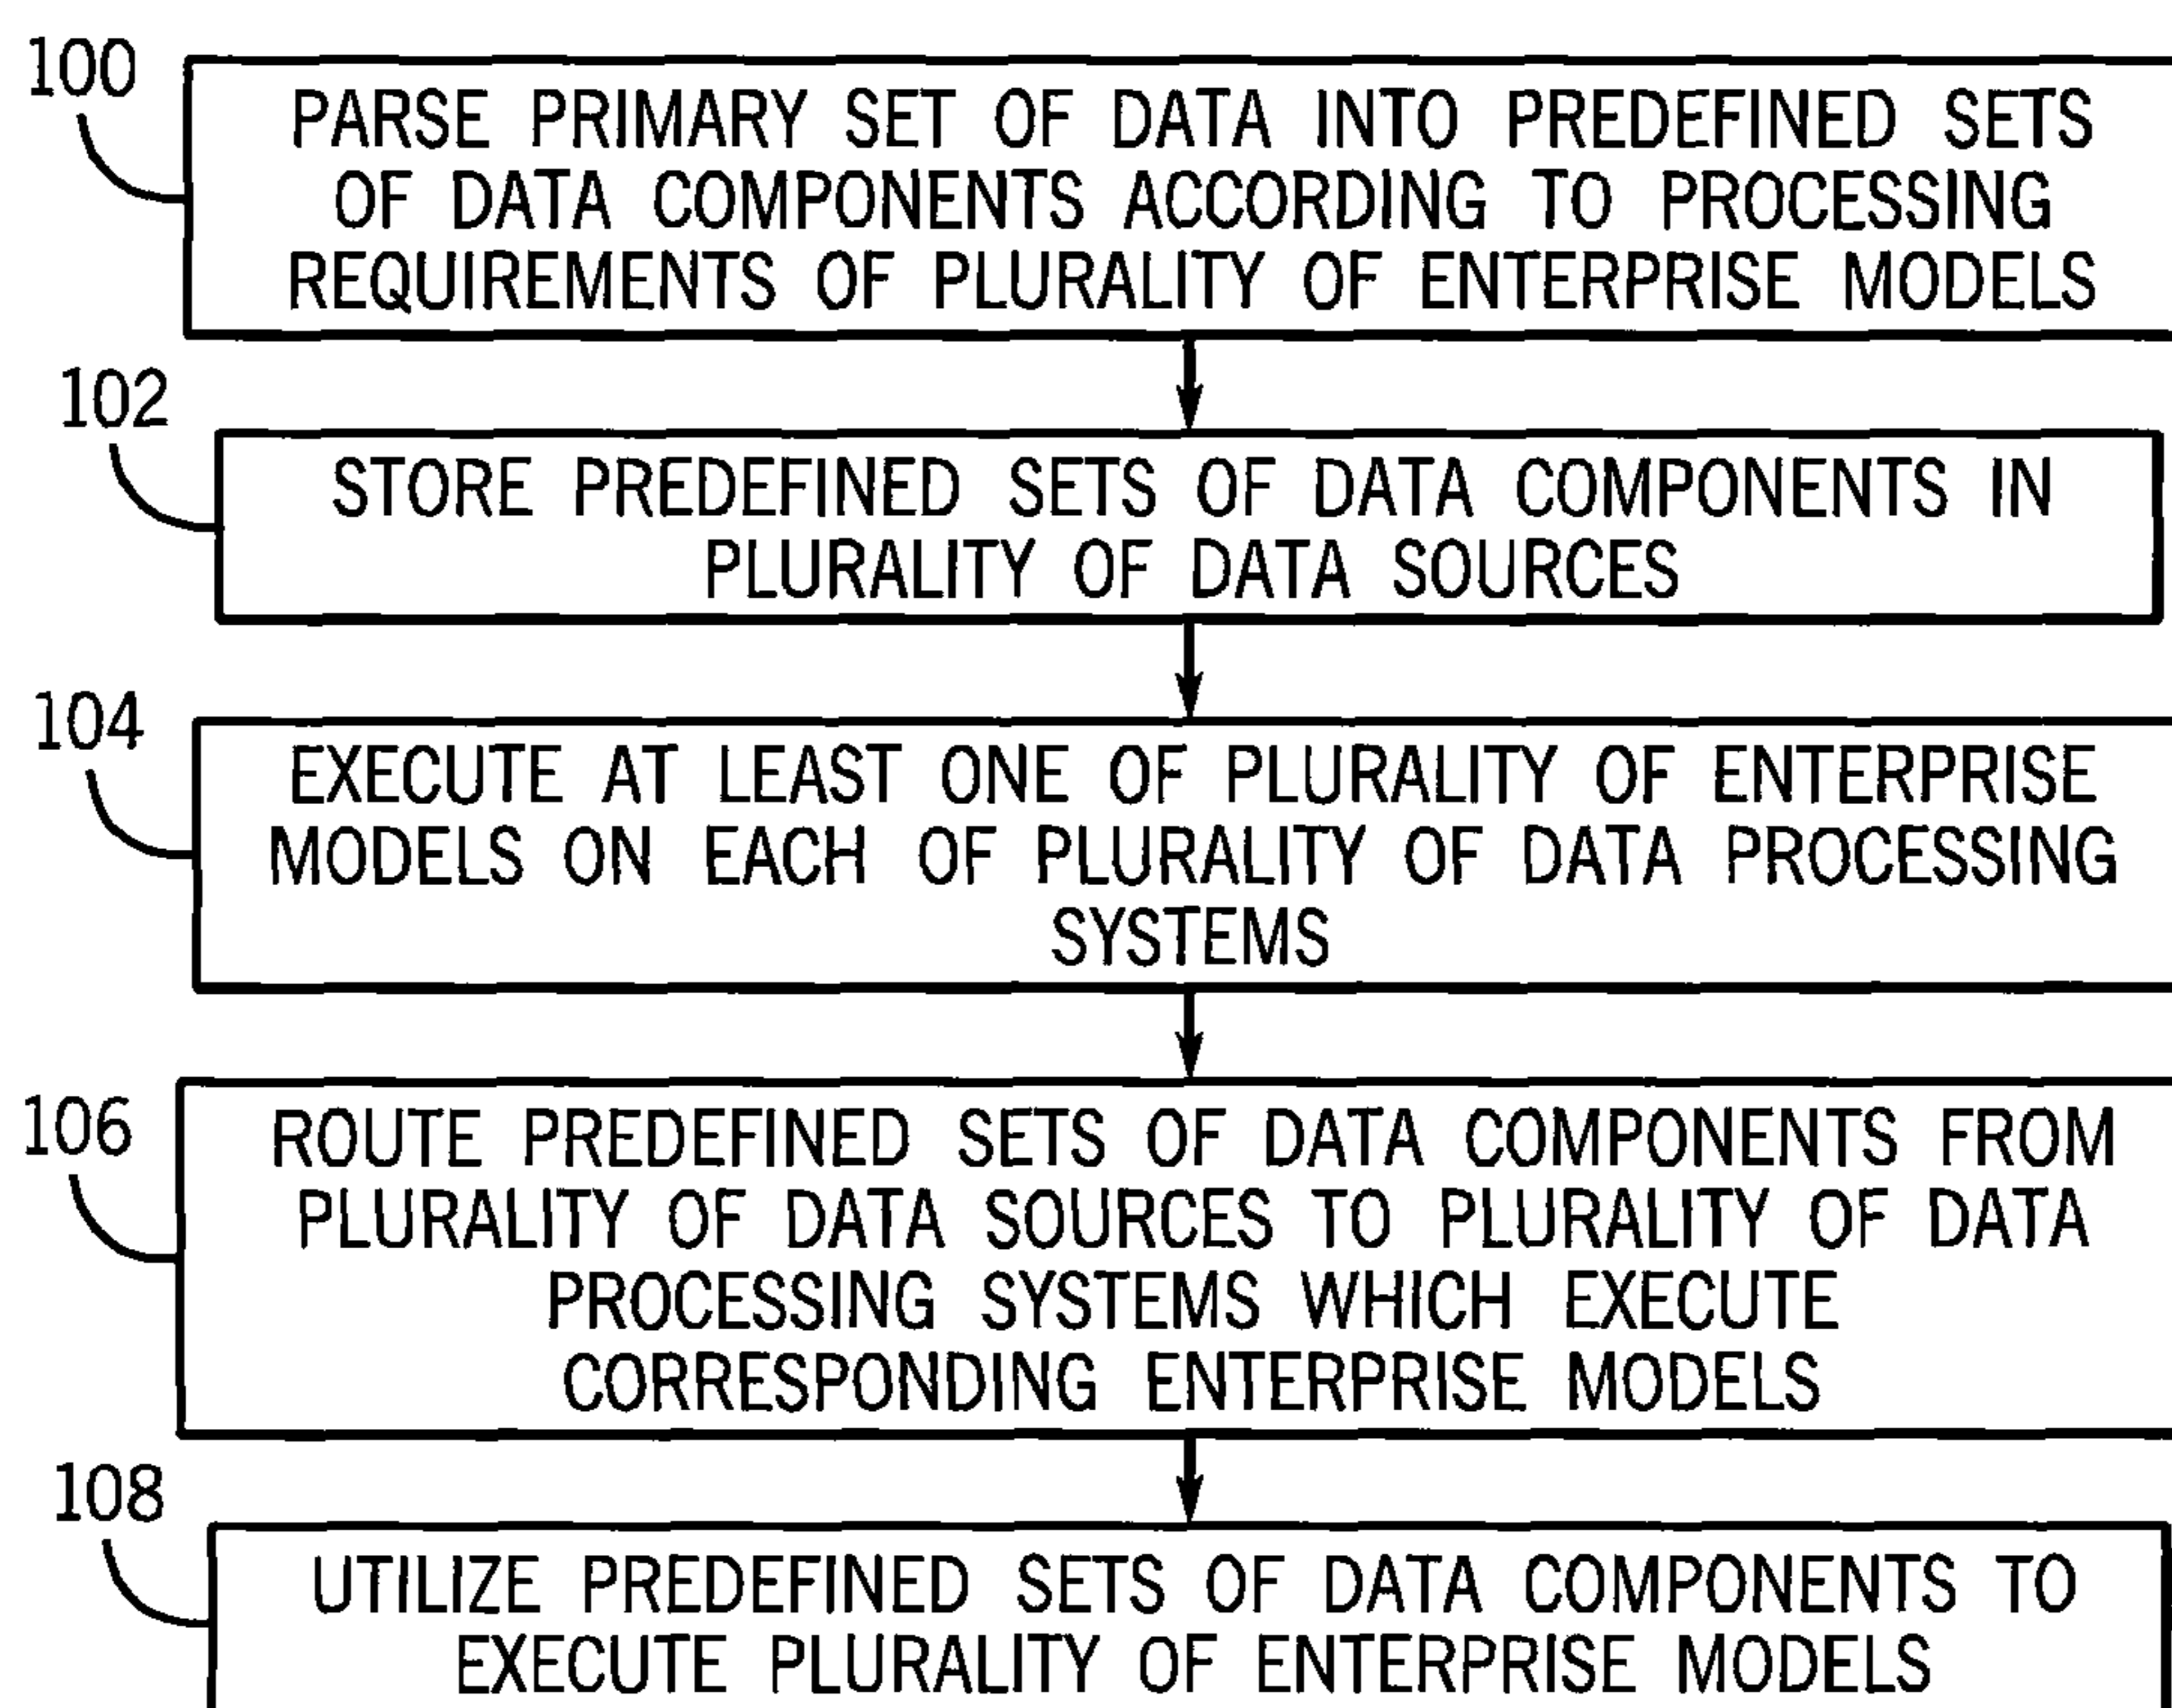 100
PARSE PRIMARY SET OF DATA INTO PREDEFINED SETS
OF DATA COMPONENTS ACCORDING TO PROCESSING
REQUIREMENTS OF PLURALITY OF ENTERPRISE MODELS
102
STORE PREDEFINED SETS OF DATA COMPONENTS IN
PLURALITY OF DATA SOURCES
104
EXECUTE AT LEAST ONE OF PLURALITY OF ENTERPRISE
MODELS ON EACH OF PLURALITY OF DATA PROCESSING
SYSTEMS
106
ROUTE PREDEFINED SETS OF DATA COMPONENTS FROM
PLURALITY OF DATA SOURCES TO PLURALITY OF DATA
PROCESSING SYSTEMS WHICH EXECUTE
CORRESPONDING ENTERPRISE MODELS
108
UTILIZE PREDEFINED SETS OF DATA COMPONENTS TO
EXECUTE PLURALITY OF ENTERPRISE MODELS